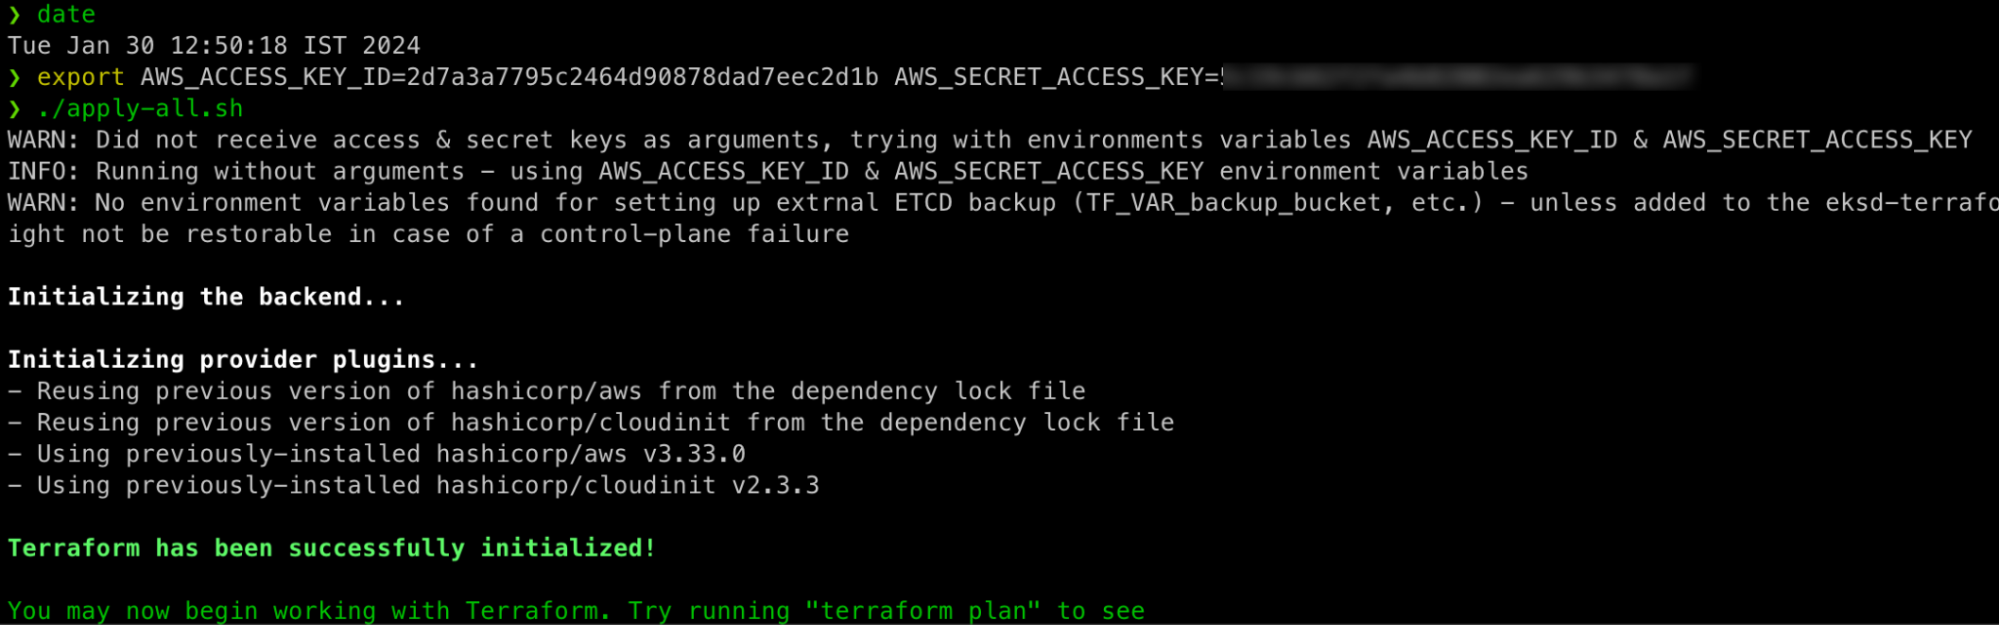 ❯ date
Tue Jan 30 12:50:18 IST 2024
❯ export AWS_ACCESS_KEY_ID=2d7a3a7795c2464d90878dad7eec2d1b AWS_SECRET_ACCESS_KEY=
❯ ./apply-all.sh
WARN: Did not receive access & secret keys as arguments, trying with environments variables AWS_ACCESS_KEY_ID & AWS_SECRET_ACCESS_KEY
INFO: Running without arguments - using AWS_ACCESS_KEY_ID & AWS_SECRET_ACCESS_KEY environment variables
WARN: No environment variables found for setting up extrnal ETCD backup (TF_VAR_backup_bucket, etc.) - unless added to the eksd-terrafo
ight not be restorable in case of a control-plane failure
Initializing the backend...
Initializing provider plugins...
- Reusing previous version of hashicorp/aws from the dependency lock file
- Reusing previous version of hashicorp/cloudinit from the dependency lock file
- Using previously-installed hashicorp/aws v3.33.0
- Using previously-installed hashicorp/cloudinit v2.3.3
Terraform has been successfully initialized!
You may now begin working with Terraform. Try running "terraform plan" to see